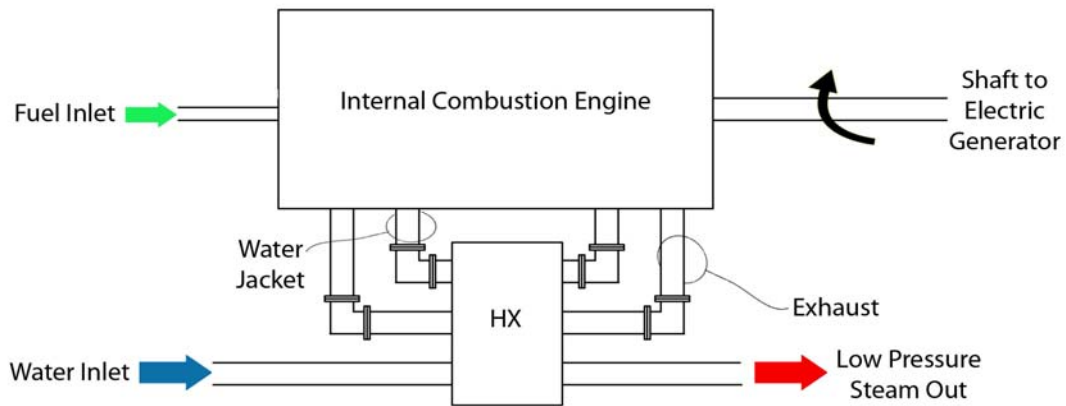 Internal Combustion Engine
Fuel Inlet
Shaft to
Electric
Generator
Water
Jacket
HX
Exhaust
Water Inlet
Low Pressure
Steam Out